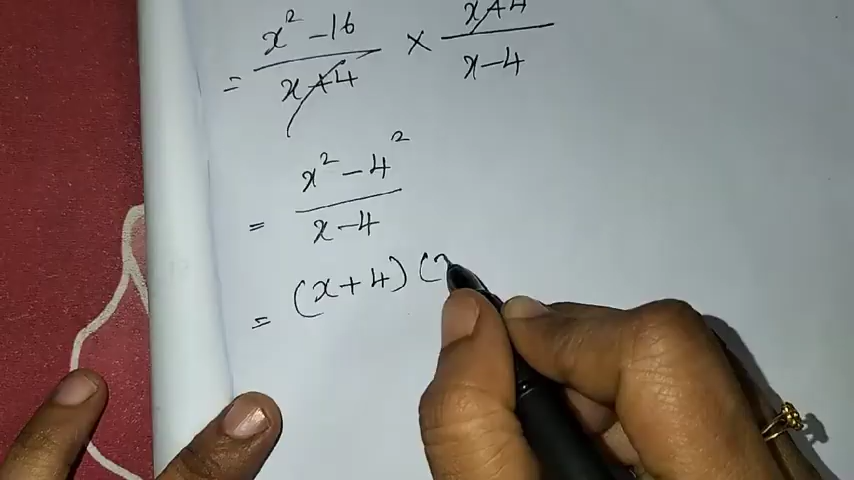 = x² - 16 / x + 4 × x + 4 / x - 4
= x² - 4² / x - 4
= (x + 4) (